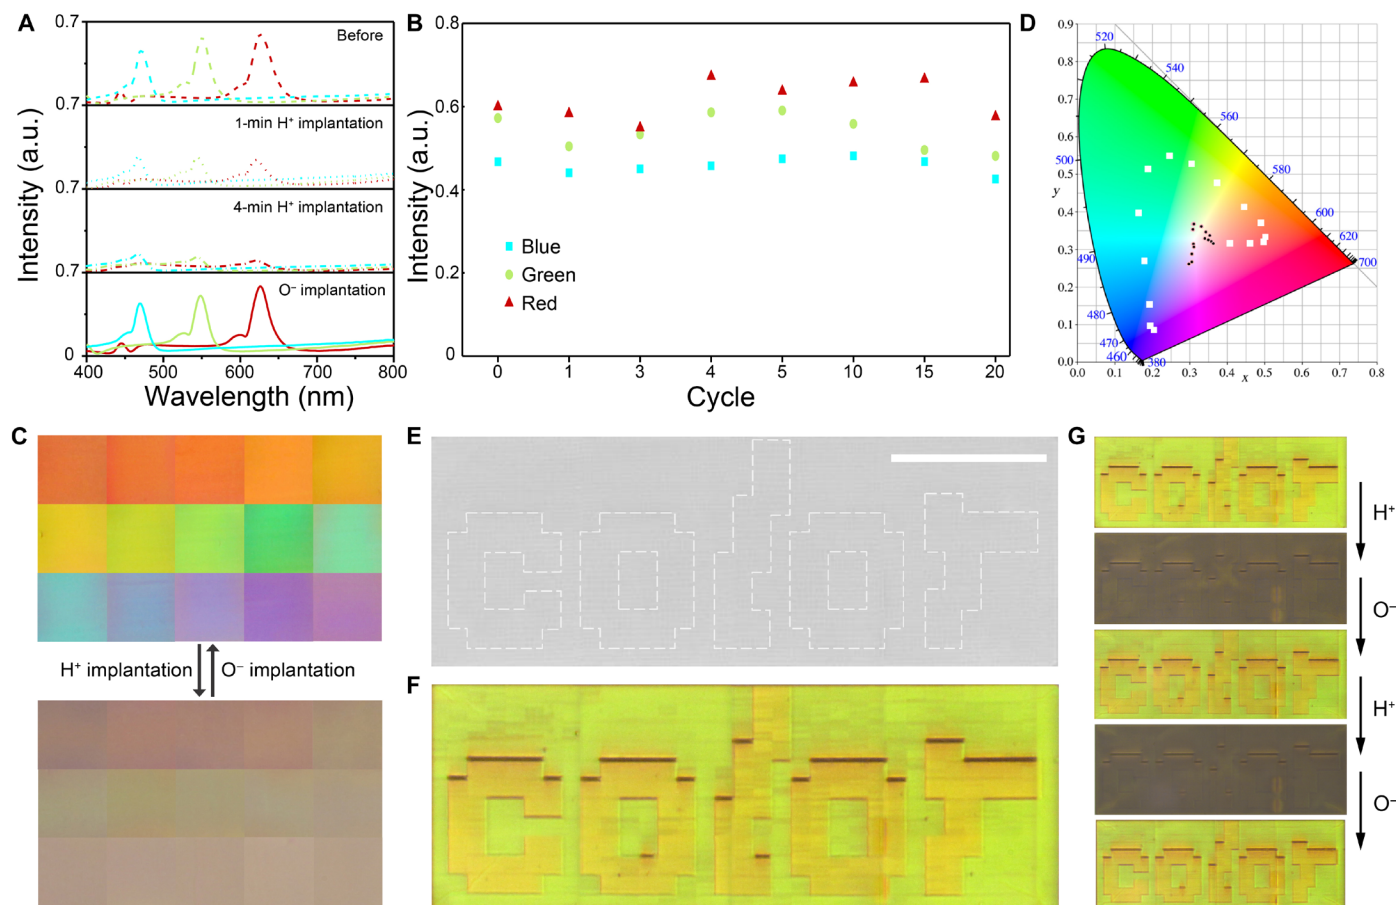 A
0.7
Before
0.7
1-min H⁺ implantation
0.7
4-min H⁺ implantation
0.7
O⁻ implantation
0
400 500 600 700 800
Wavelength (nm)
Intensity (a.u.)
B
0.8
0.6
0.4
0.2
0
Intensity (a.u.)
Blue
Green
Red
0 1 3 4 5 10 15 20
Cycle
D
0.9
0.8
0.7
0.6
0.5
0.4
0.3
0.2
0.1
0.0
y
0.0 0.1 0.2 0.3 0.4 0.5 0.6 0.7 0.8
x
520
540
560
580
600
620
700
500
490
480
470
460
380
C
H⁺ implantation
O⁻ implantation
E
color
F
color
G
color
H⁺
O⁻
color
H⁺
O⁻
color